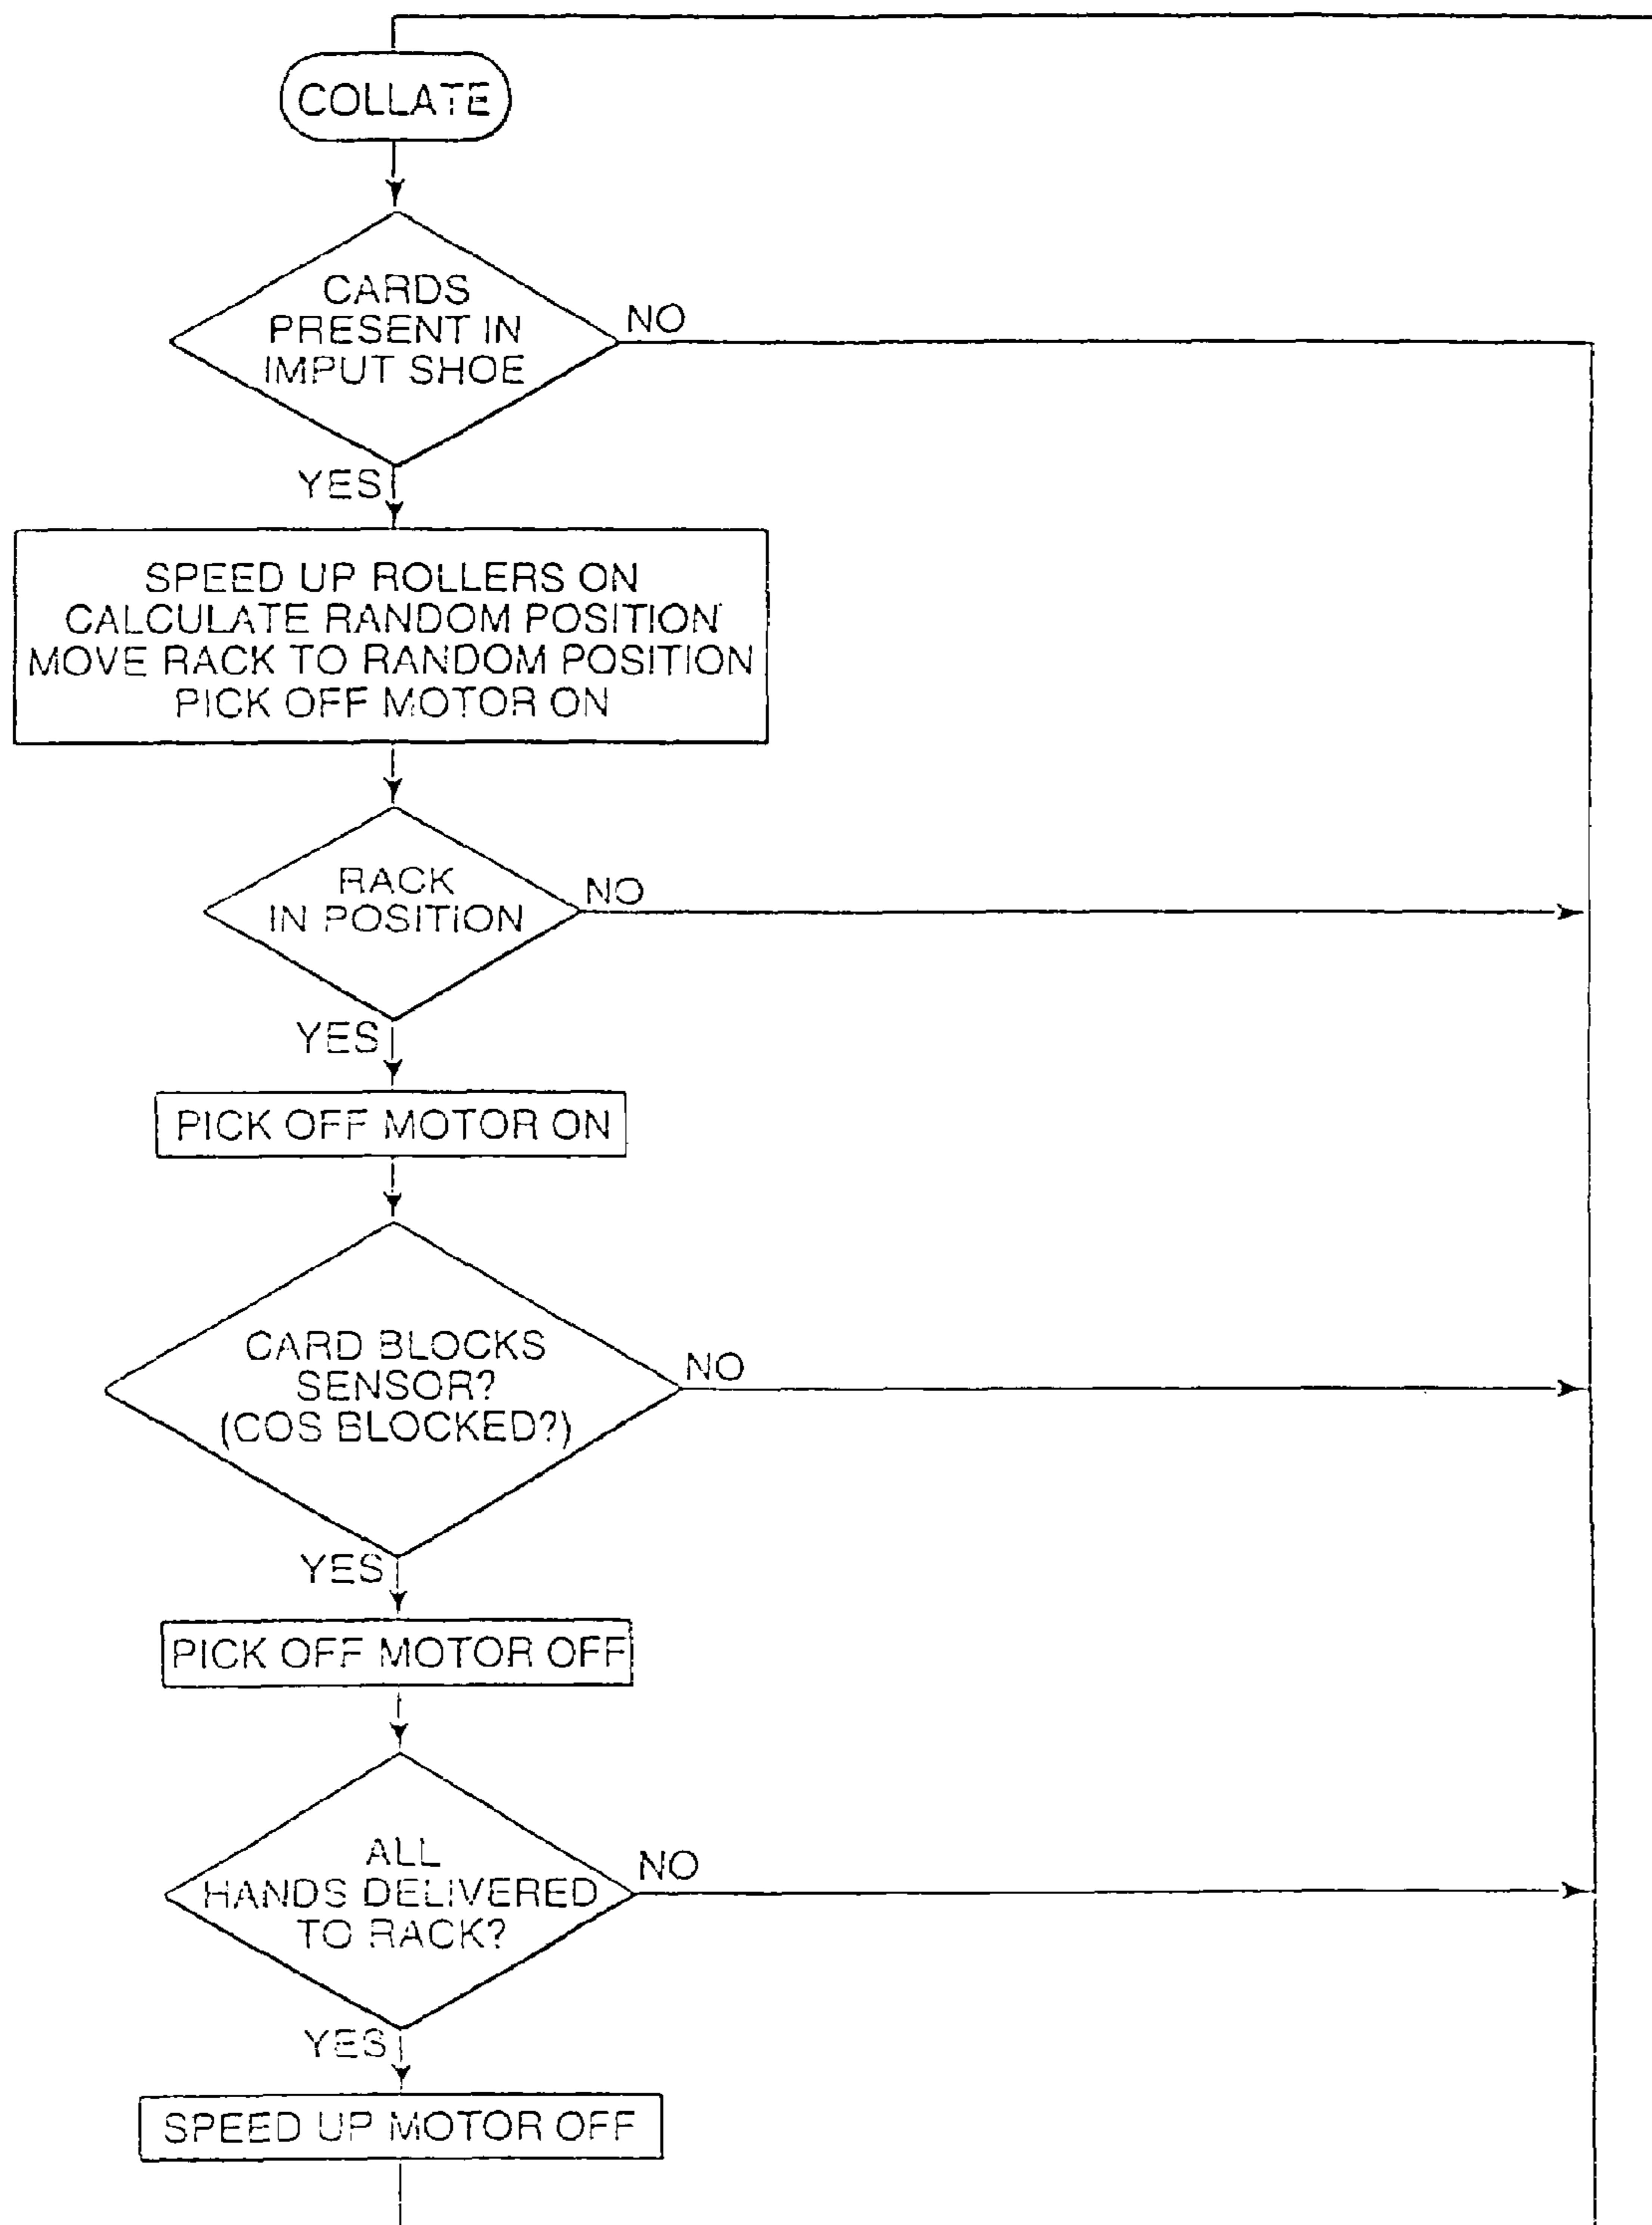 COLLATE
CARDS
PRESENT IN
IMPUT SHOE
NO
YES
SPEED UP ROLLERS ON
CALCULATE RANDOM POSITION
MOVE RACK TO RANDOM POSITION
PICK OFF MOTOR ON
RACK
IN POSITION
NO
YES
PICK OFF MOTOR ON
CARD BLOCKS
SENSOR?
(COS BLOCKED?)
NO
YES
PICK OFF MOTOR OFF
ALL
HANDS DELIVERED
TO RACK?
NO
YES
SPEED UP MOTOR OFF